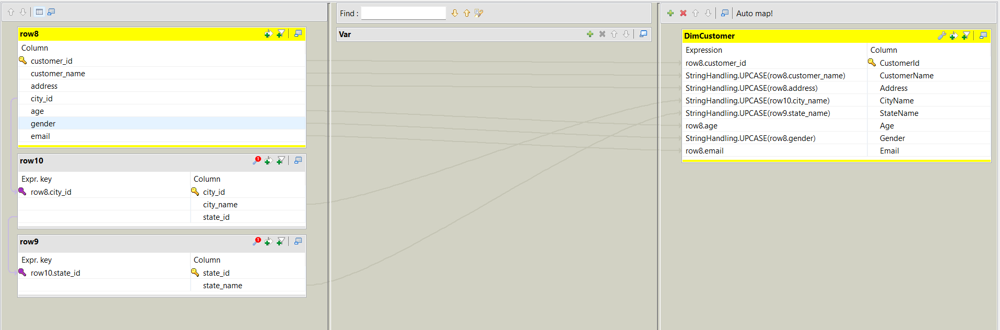 row8
Column
customer_id
customer_name
address
city_id
age
gender
email
row10
Expr. key Column
row8.city_id city_id
city_name
state_id
row9
Expr. key Column
row10.state_id state_id
state_name
Find :
Var
Auto map!
DimCustomer
Expression Column
row8.customer_id CustomerId
StringHandling.UPCASE(row8.customer_name) CustomerName
StringHandling.UPCASE(row8.address) Address
StringHandling.UPCASE(row10.city_name) CityName
StringHandling.UPCASE(row9.state_name) StateName
row8.age Age
StringHandling.UPCASE(row8.gender) Gender
row8.email Email